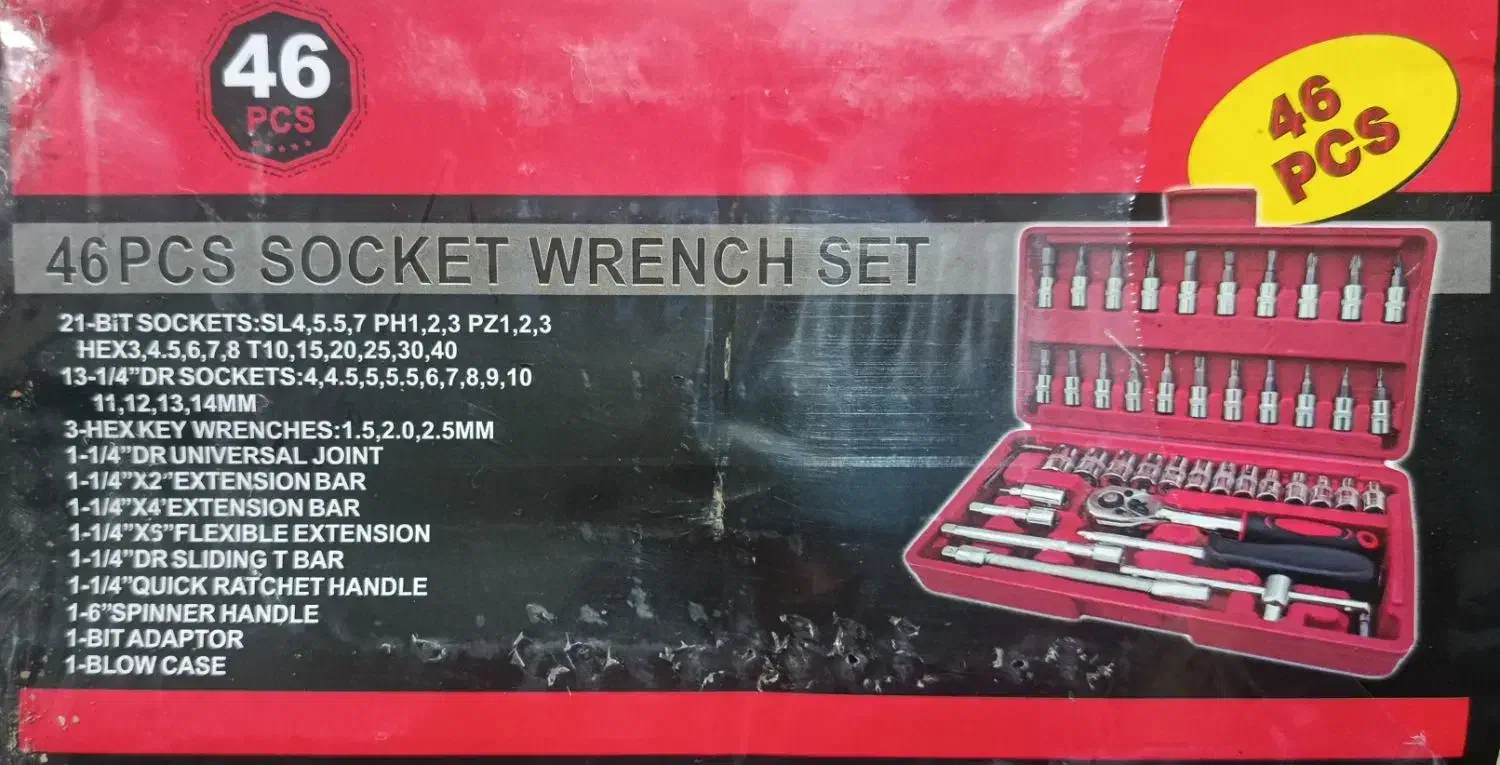 46
PCS
46
PCS
46PCS SOCKET WRENCH SET
21-BiT SOCKETS:SL4,5.5,7 PH1,2,3 PZ1,2,3
HEX3,4.5,6,7,8 T10,15,20,25,30,40
13-1/4”DR SOCKETS:4,4.5,5,5.5,6,7,8,9,10
11,12,13,14MM
3-HEX KEY WRENCHES:1.5,2.0,2.5MM
1-1/4”DR UNIVERSAL JOINT
1-1/4”X2”EXTENSION BAR
1-1/4”X4”EXTENSION BAR
1-1/4”X5”FLEXIBLE EXTENSION
1-1/4”DR SLIDING T BAR
1-1/4”QUICK RATCHET HANDLE
1-6”SPINNER HANDLE
1-BIT ADAPTOR
1-BLOW CASE